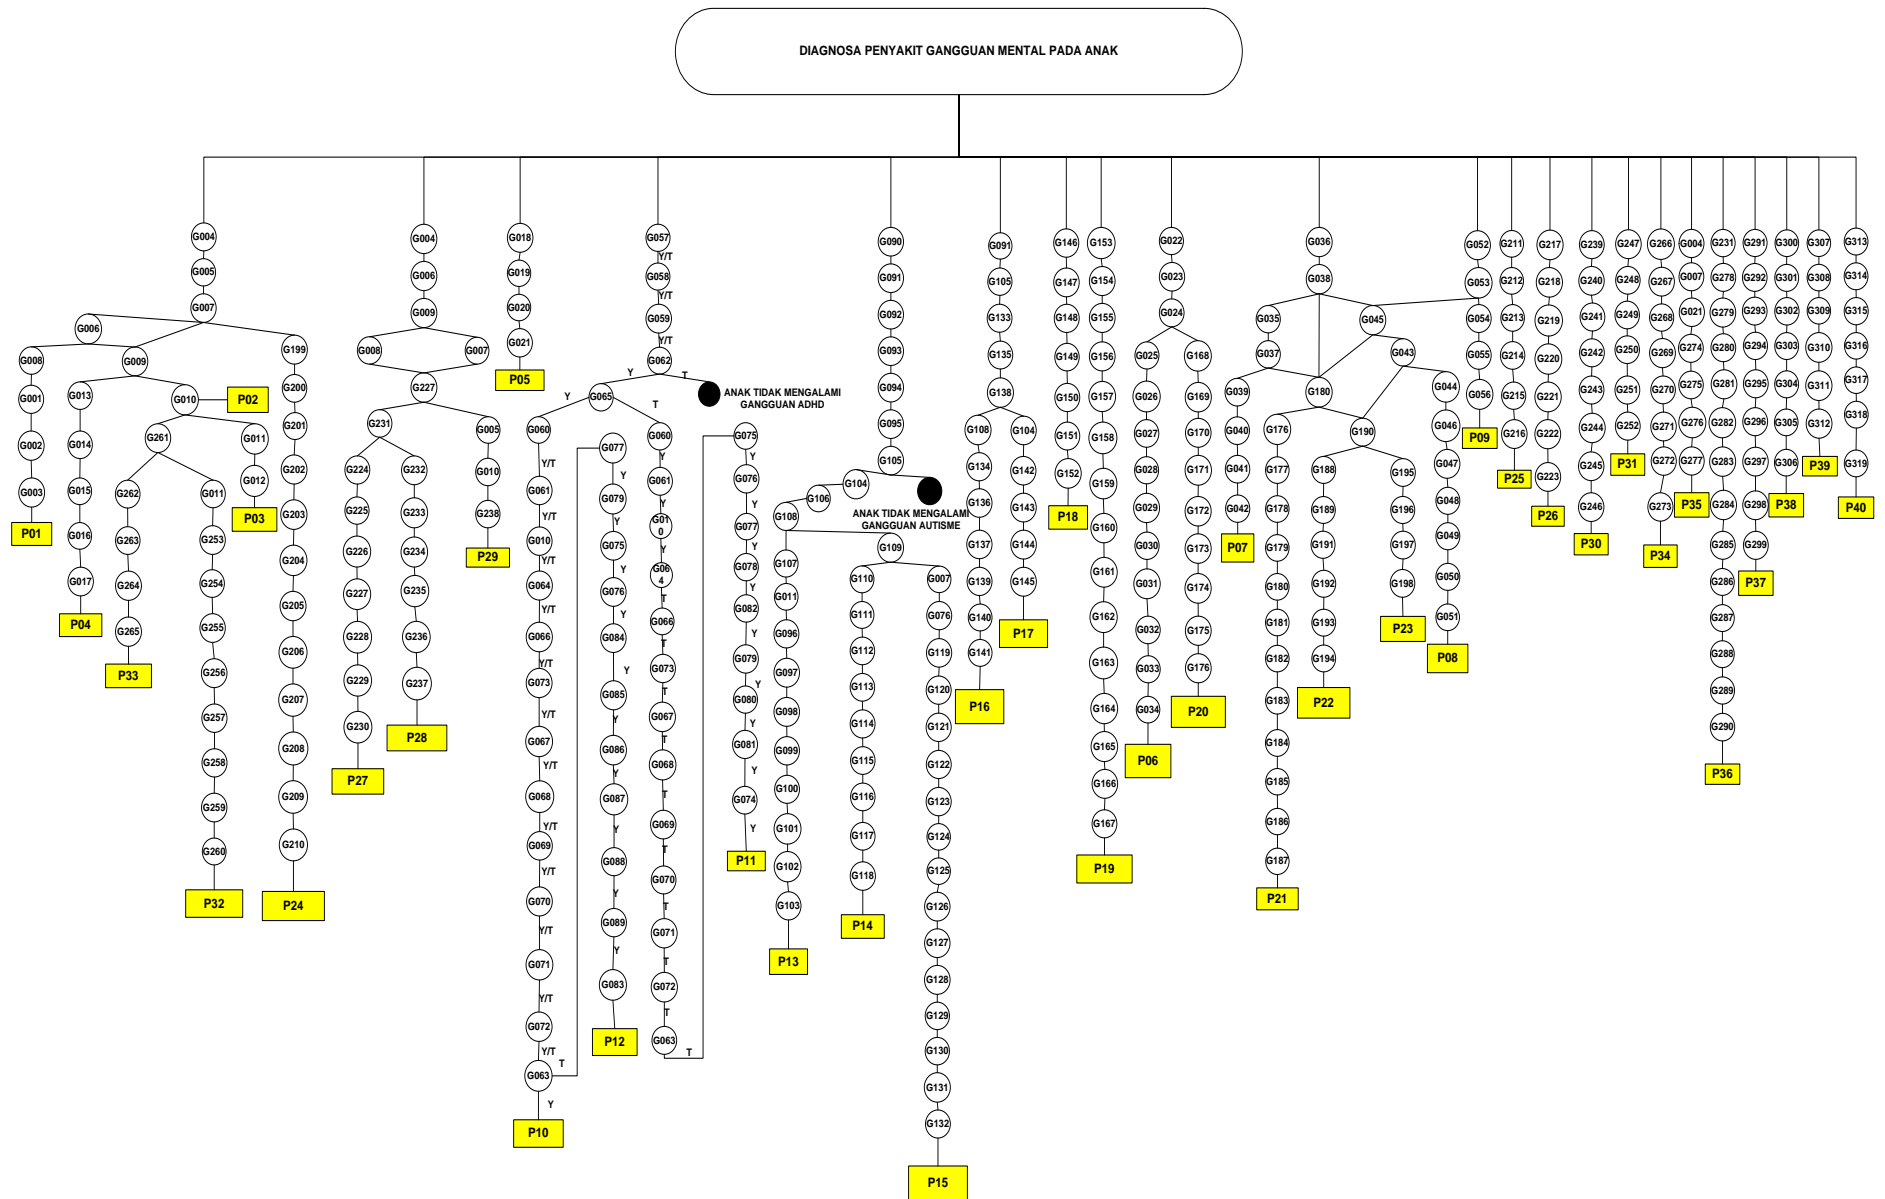 DIAGNOSA PENYAKIT GANGGUAN MENTAL PADA ANAK
G004
G005
G007
G006
G008
G001
G002
G003
P01
G009
G013
G014
G015
G016
G017
P04
G010
P02
G261
G262
G263
G264
G265
P33
G011
G012
P03
G011
G253
G254
G255
G256
G257
G258
G259
G260
P32
G199
G200
G201
G202
G203
G204
G205
G206
G207
G208
G209
G210
P24
G004
G006
G009
G008
G007
G227
G231
G224
G225
G226
G227
G228
G229
G230
P27
G232
G233
G234
G235
G236
G237
P28
G005
G010
G238
P29
G018
G019
G020
G021
P05
G057
Y/T
G058
Y/T
G059
Y/T
G062
Y
T
ANAK TIDAK MENGALAMI
GANGGUAN ADHD
G065
Y
T
G060
Y/T
G061
Y/T
G010
Y/T
G064
Y/T
G066
Y/T
G073
Y/T
G067
Y/T
G068
Y/T
G069
Y/T
G070
Y/T
G071
Y/T
G072
Y/T
G063
T
Y
P10
G077
Y
G079
Y
G075
Y
G076
Y
G084
Y
G085
Y
G086
Y
G087
Y
G088
Y
G089
Y
G083
P12
G060
Y
G061
Y
G01
0
Y
G06
4
T
G066
T
G073
T
G067
T
G068
T
G069
T
G070
T
G071
T
G072
T
G063
T
G075
Y
G076
Y
G077
Y
G078
Y
G082
Y
G079
Y
G080
Y
G081
Y
G074
Y
P11
G090
G091
G092
G093
G094
G095
G105
G104
G106
G108
ANAK TIDAK MENGALAMI
GANGGUAN AUTISME
G107
G011
G096
G097
G098
G099
G100
G101
G102
G103
P13
G109
G110
G111
G112
G113
G114
G115
G116
G117
G118
P14
G007
G076
G119
G120
G121
G122
G123
G124
G125
G126
G127
G128
G129
G130
G131
G132
P15
G091
G105
G133
G135
G138
G108
G134
G136
G137
G139
G140
G141
P16
G104
G142
G143
G144
G145
P17
G146
G147
G148
G149
G150
G151
G152
P18
G153
G154
G155
G156
G157
G158
G159
G160
G161
G162
G163
G164
G165
G166
G167
P19
G022
G023
G024
G025
G026
G027
G028
G029
G030
G031
G032
G033
G034
P06
G168
G169
G170
G171
G172
G173
G174
G175
G176
P20
G036
G038
G035
G037
G039
G040
G041
G042
P07
G045
G180
G176
G177
G178
G179
G180
G181
G182
G183
G184
G185
G186
G187
P21
G190
G188
G189
G191
G192
G193
G194
P22
G195
G196
G197
G198
P23
G043
G044
G046
G047
G048
G049
G050
G051
P08
G052
G053
G054
G055
G056
P09
G211
G212
G213
G214
G215
G216
P25
G217
G218
G219
G220
G221
G222
G223
P26
G239
G240
G241
G242
G243
G244
G245
G246
P30
G247
G248
G249
G250
G251
G252
P31
G266
G267
G268
G269
G270
G271
G272
G273
P34
G004
G007
G021
G274
G275
G276
G277
P35
G231
G278
G279
G280
G281
G282
G283
G284
G285
G286
G287
G288
G289
G290
P36
G291
G292
G293
G294
G295
G296
G297
G298
G299
P37
G300
G301
G302
G303
G304
G305
G306
P38
G307
G308
G309
G310
G311
G312
P39
G313
G314
G315
G316
G317
G318
G319
P40